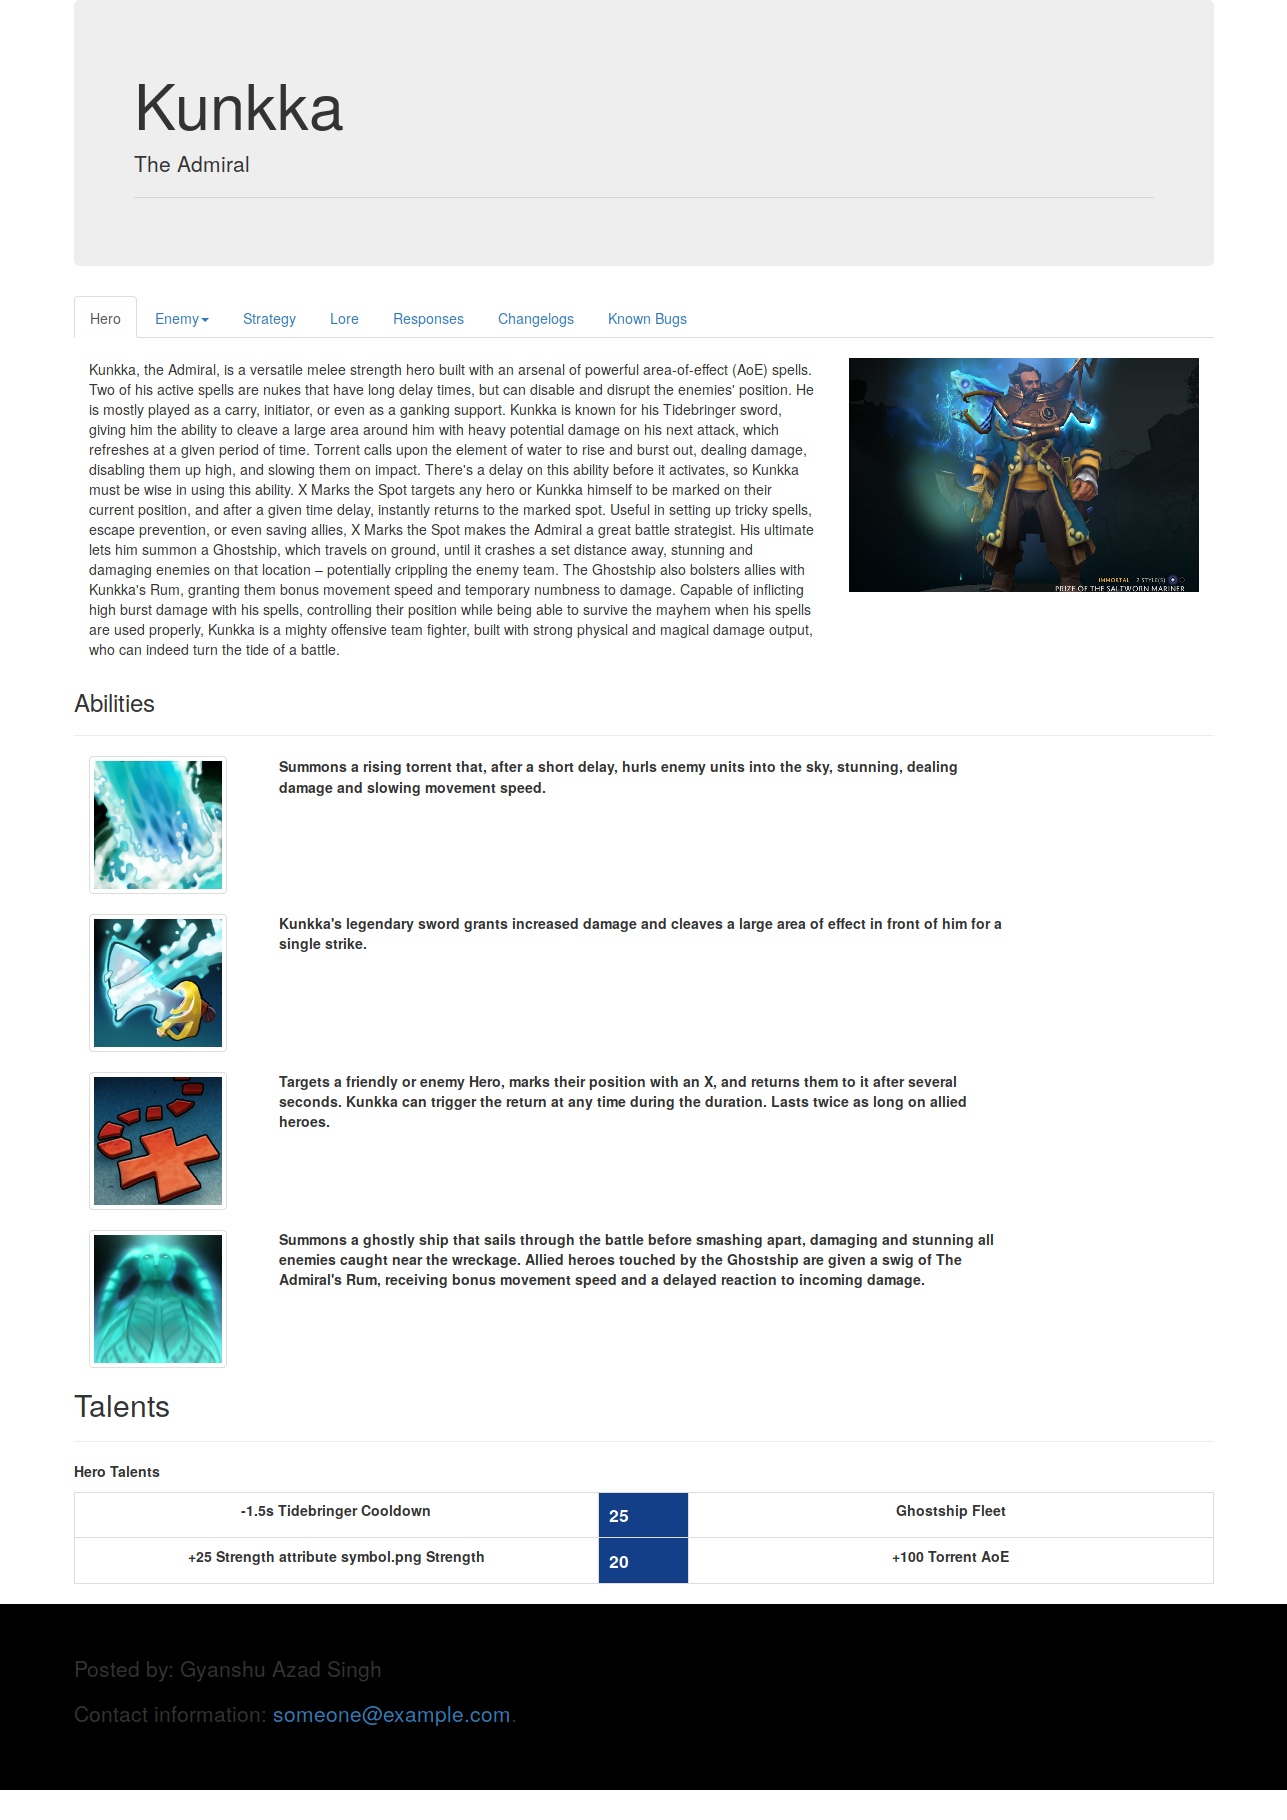 Kunkka
The Admiral
Hero Enemy Strategy Lore Responses Changelogs Known Bugs
Kunkka, the Admiral, is a versatile melee strength hero built with an arsenal of powerful area-of-effect (AoE) spells.
Two of his active spells are nukes that have long delay times, but can disable and disrupt the enemies' position. He
is mostly played as a carry, initiator, or even as a ganking support. Kunkka is known for his Tidebringer sword,
giving him the ability to cleave a large area around him with heavy potential damage on his next attack, which
refreshes at a given period of time. Torrent calls upon the element of water to rise and burst out, dealing damage,
disabling them up high, and slowing them on impact. There's a delay on this ability before it activates, so Kunkka
must be wise in using this ability. X Marks the Spot targets any hero or Kunkka himself to be marked on their
current position, and after a given time delay, instantly returns to the marked spot. Useful in setting up tricky spells,
escape prevention, or even saving allies, X Marks the Spot makes the Admiral a great battle strategist. His ultimate
lets him summon a Ghostship, which travels on ground, until it crashes a set distance away, stunning and
damaging enemies on that location – potentially crippling the enemy team. The Ghostship also bolsters allies with
Kunkka's Rum, granting them bonus movement speed and temporary numbness to damage. Capable of inflicting
high burst damage with his spells, controlling their position while being able to survive the mayhem when his spells
are used properly, Kunkka is a mighty offensive team fighter, built with strong physical and magical damage output,
who can indeed turn the tide of a battle.
IMMORTAL 2 STYLE(S)
PRIZE OF THE SALTWORN MARINER
Abilities
Summons a rising torrent that, after a short delay, hurls enemy units into the sky, stunning, dealing
damage and slowing movement speed.
Kunkka's legendary sword grants increased damage and cleaves a large area of effect in front of him for a
single strike.
Targets a friendly or enemy Hero, marks their position with an X, and returns them to it after several
seconds. Kunkka can trigger the return at any time during the duration. Lasts twice as long on allied
heroes.
Summons a ghostly ship that sails through the battle before smashing apart, damaging and stunning all
enemies caught near the wreckage. Allied heroes touched by the Ghostship are given a swig of The
Admiral's Rum, receiving bonus movement speed and a delayed reaction to incoming damage.
Talents
Hero Talents
-1.5s Tidebringer Cooldown 25 Ghostship Fleet
+25 Strength attribute symbol.png Strength 20 +100 Torrent AoE
Posted by: Gyanshu Azad Singh
Contact information: someone@example.com.